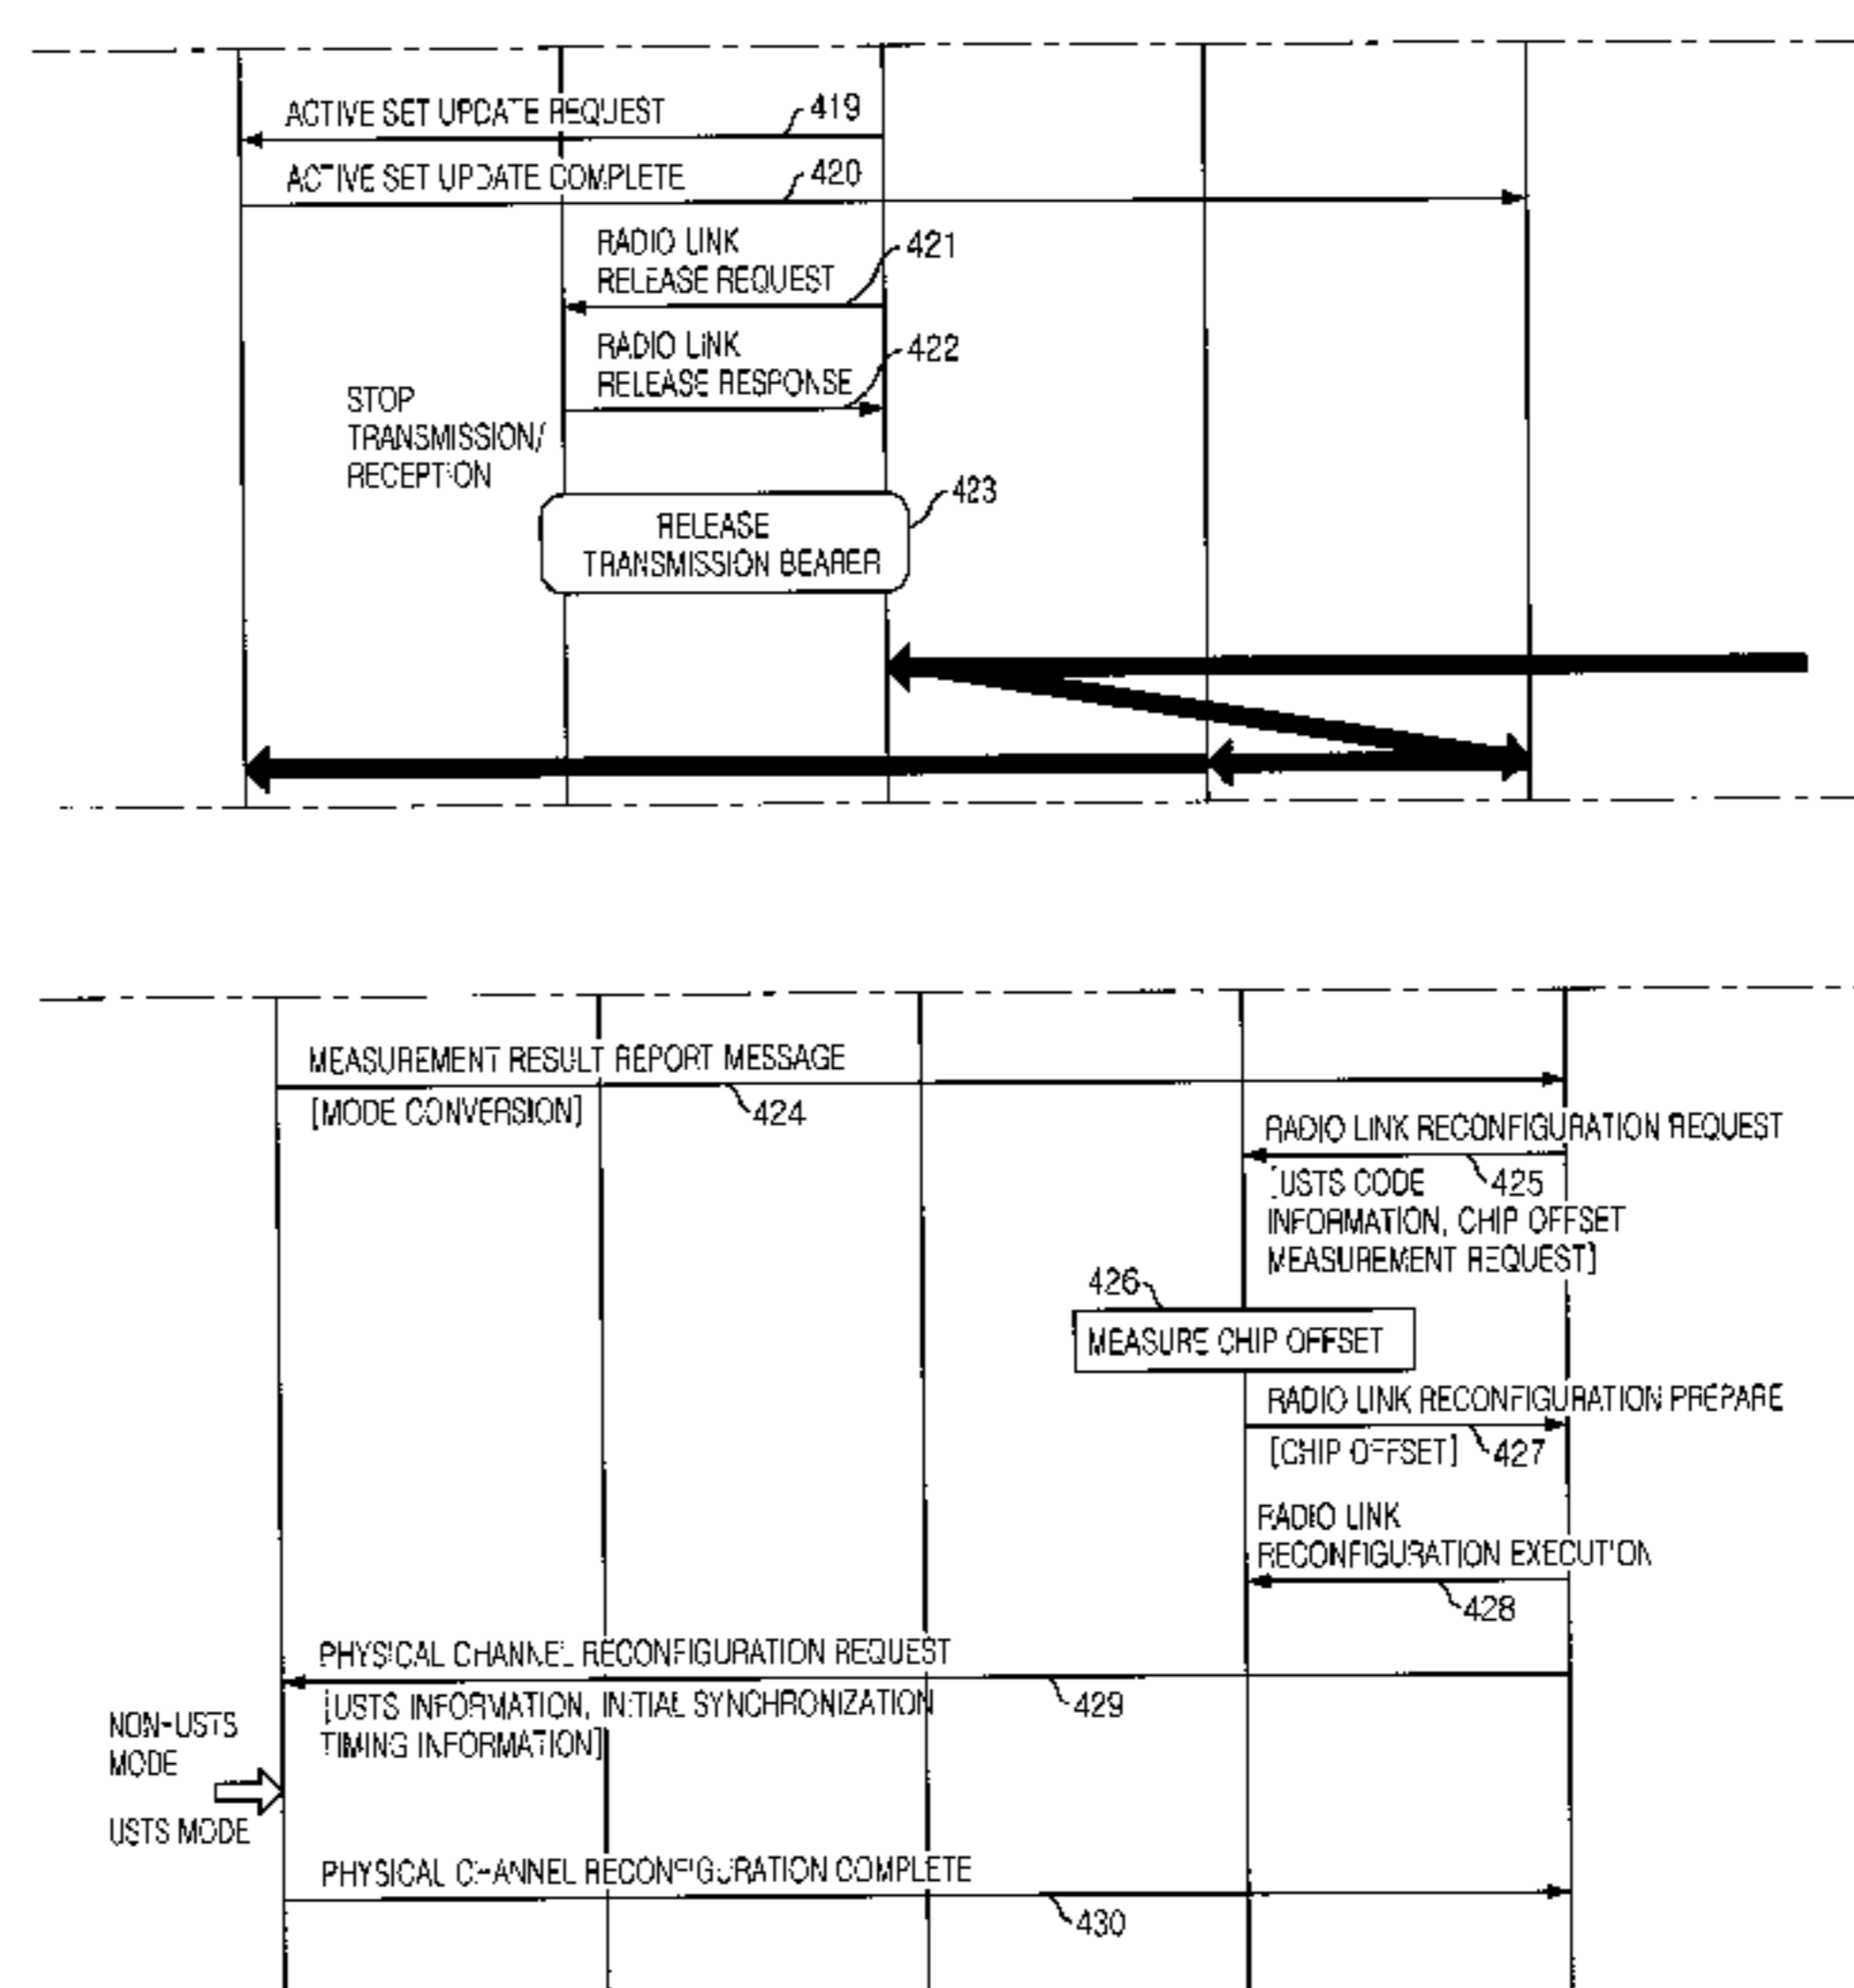 ACTIVE SET UPDATE REQUEST 419
ACTIVE SET UPDATE COMPLETE 420
RADIO LINK
RELEASE REQUEST
421
RADIO LINK
RELEASE RESPONSE
422
STOP
TRANSMISSION/
RECEPTION
423
RELEASE
TRANSMISSION BEARER
MEASUREMENT RESULT REPORT MESSAGE
[MODE CONVERSION] 424
RADIO LINK RECONFIGURATION REQUEST
[USTS CODE 425
INFORMATION, CHIP OFFSET
MEASUREMENT REQUEST]
426
MEASURE CHIP OFFSET
RADIO LINK RECONFIGURATION PREPARE
[CHIP OFFSET] 427
RADIO LINK
RECONFIGURATION EXECUTION
428
PHYSICAL CHANNEL RECONFIGURATION REQUEST
[USTS INFORMATION, INITIAL SYNCHRONIZATION 429
TIMING INFORMATION]
NON-USTS
MODE
USTS MODE
PHYSICAL CHANNEL RECONFIGURATION COMPLETE
430